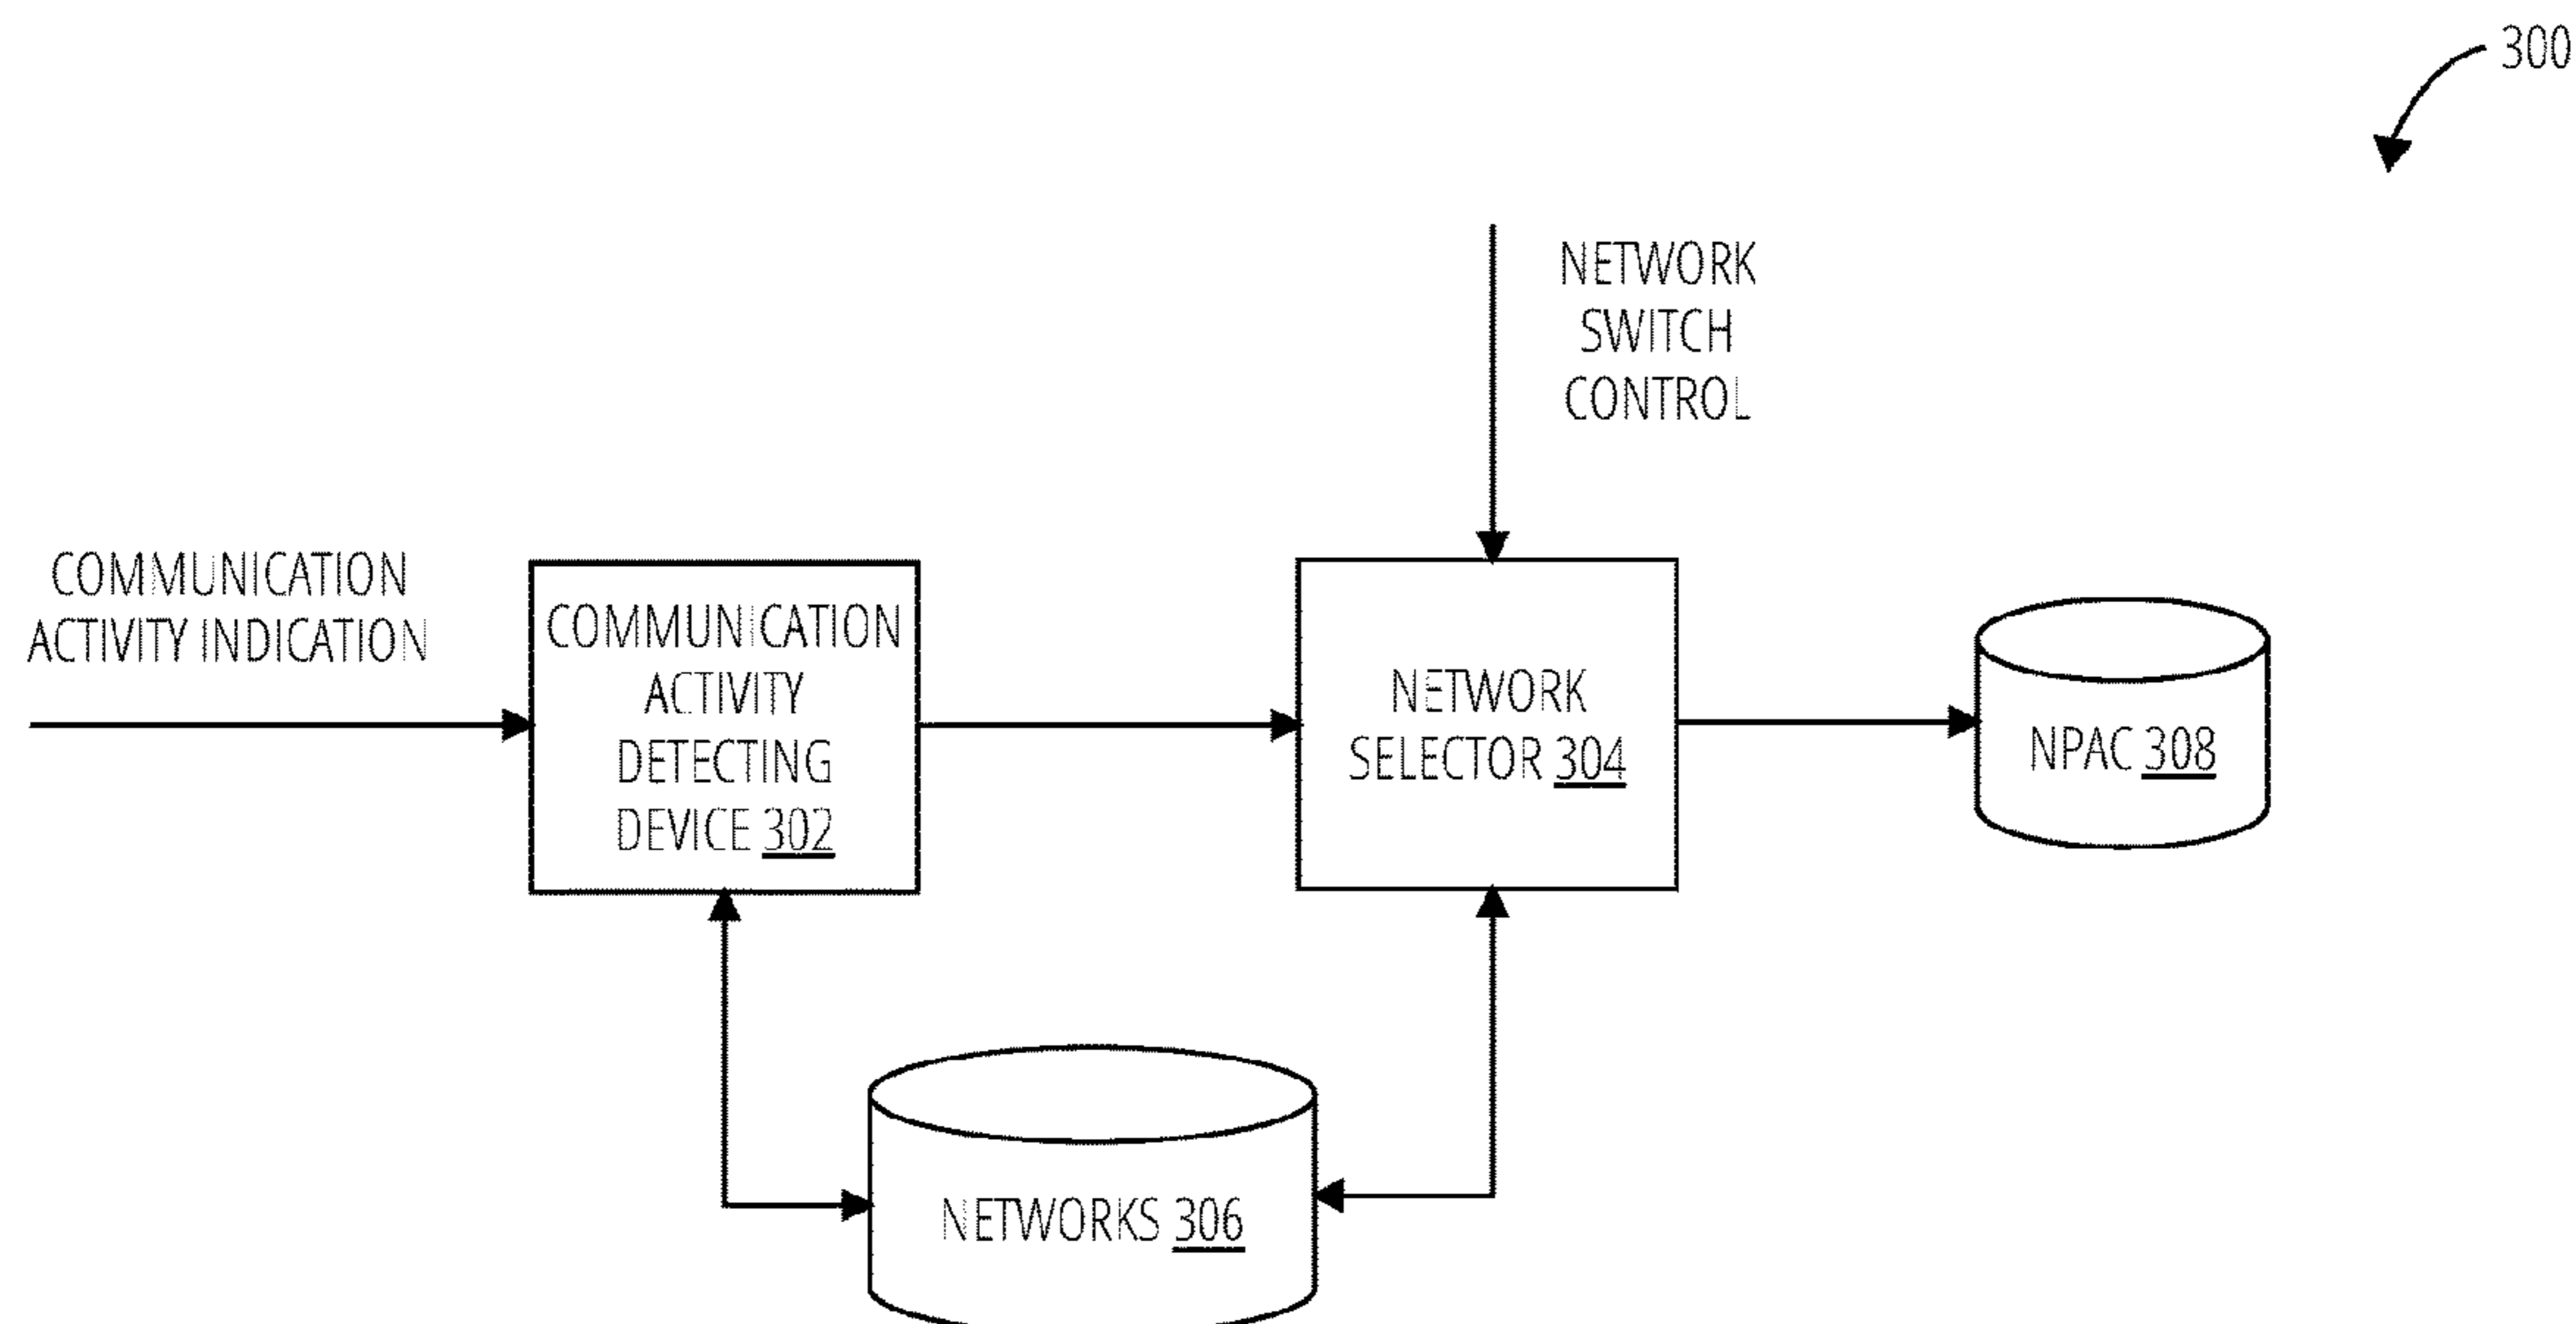 300
NETWORK
SWITCH
CONTROL
COMMUNICATION
ACTIVITY INDICATION
COMMUNICATION
ACTIVITY
DETECTING
DEVICE 302
NETWORK
SELECTOR 304
NPAC 308
NETWORKS 306